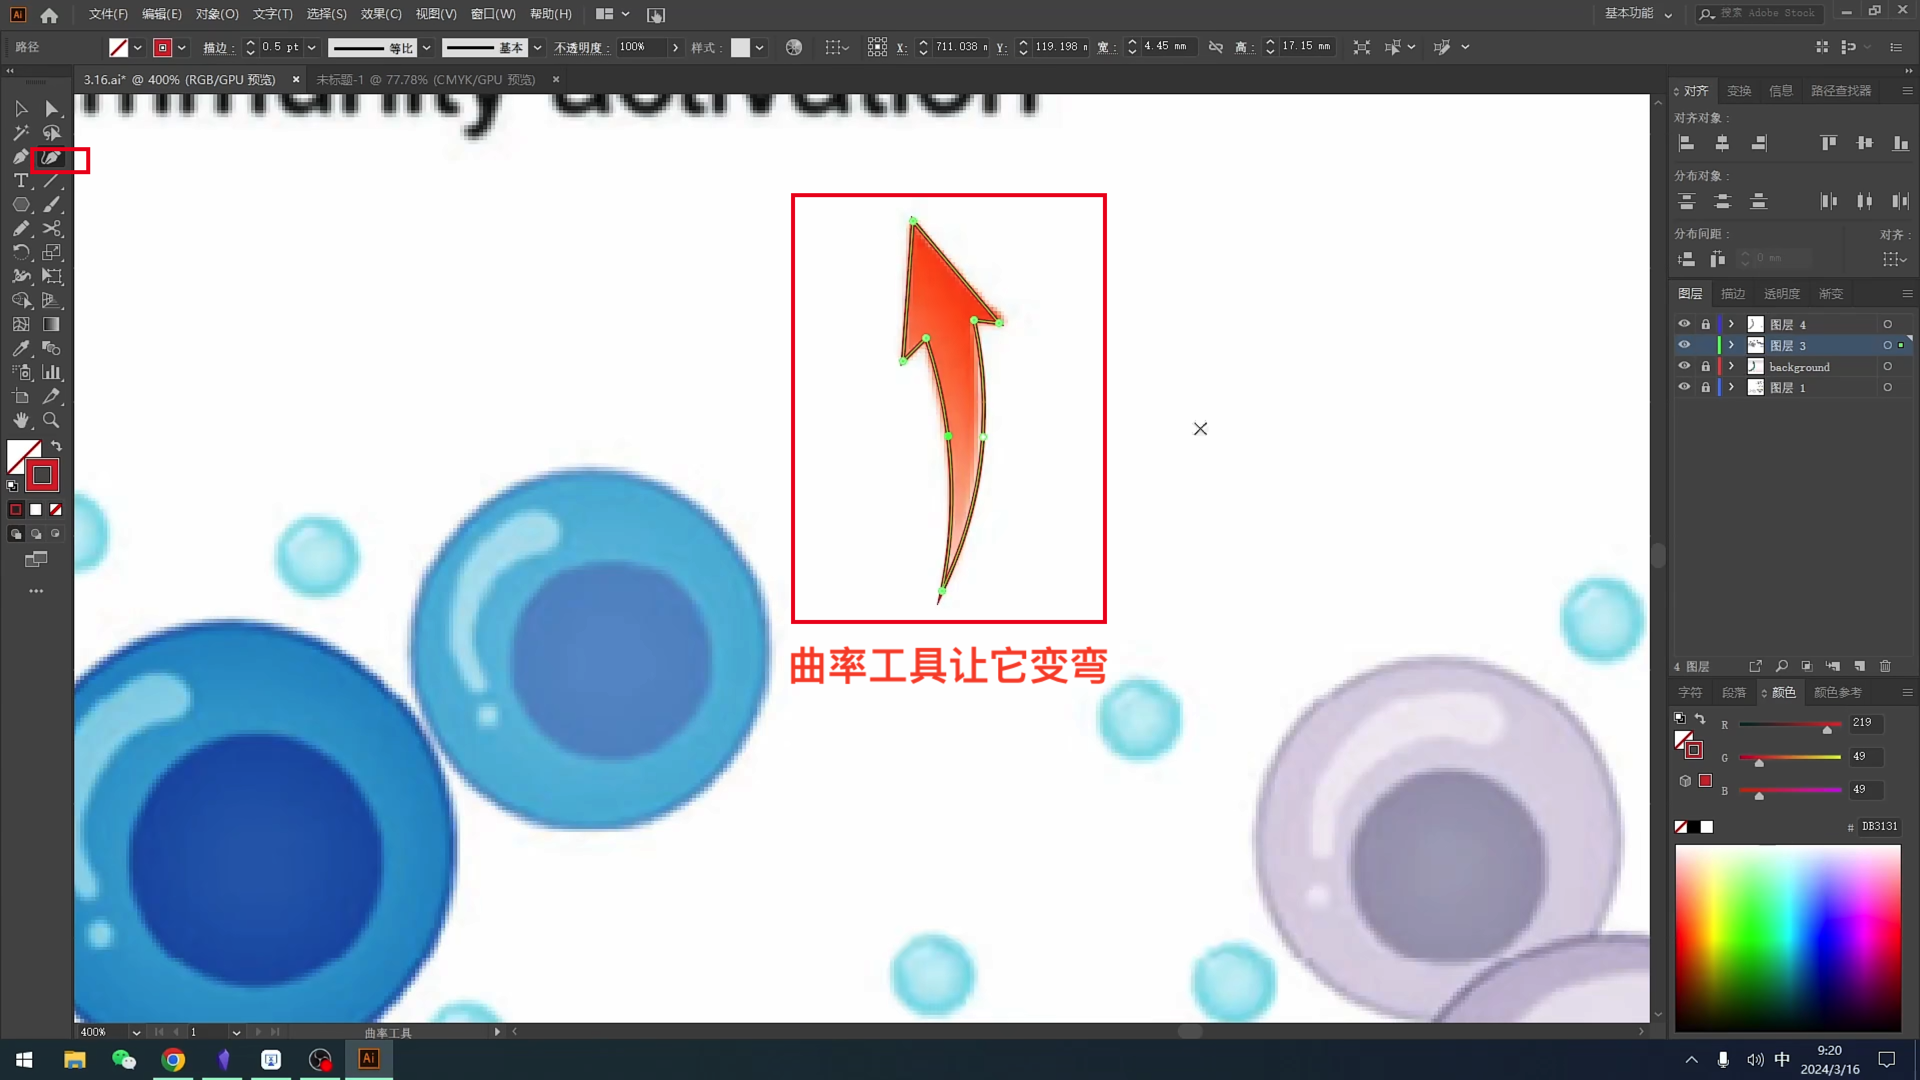 Ai 文件(F) 编辑(E) 对象(O) 文字(T) 选择(S) 效果(C) 视图(V) 窗口(W) 帮助(H) 基本功能 搜索 Adobe Stock
路径 描边: 0.5 pt 等比 基本 不透明度: 100% 样式: X: 711.038 Y: 119.198 宽: 4.45 mm 高: 17.15 mm
3.16.ai* @ 400% (RGB/GPU 预览) × 未标题-1 @ 77.78% (CMYK/GPU 预览) ×
immunity activation
曲率工具让它变弯
对齐 变换 信息 路径查找器
对齐对象:
分布对象:
分布间距: 对齐:
0 mm
图层 描边 透明度 渐变
图层 4
图层 3
background
图层 1
4 图层
字符 段落 颜色 颜色参考
R 219
G 49
B 49
# DB3131
400% 1 曲率工具
Ai 中 9:20
2024/3/16